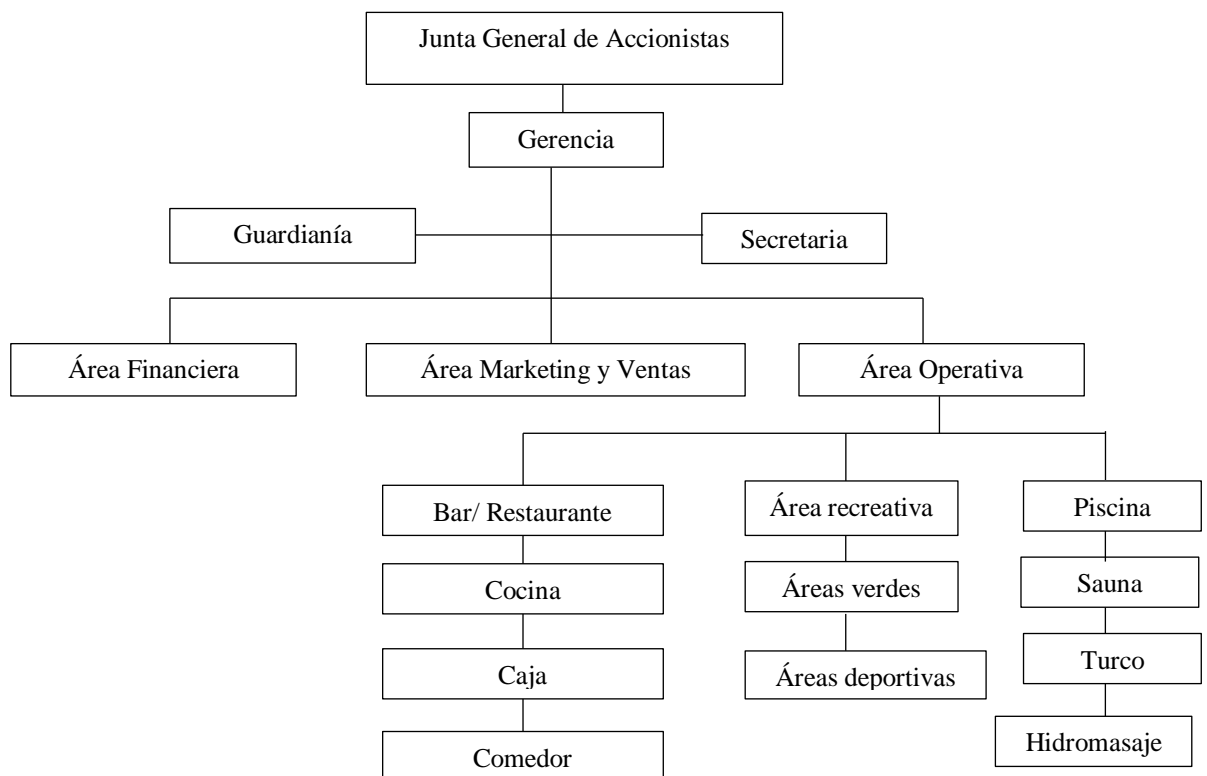 Junta General de Accionistas
Gerencia
Guardianía
Secretaria
Área Financiera
Área Marketing y Ventas
Área Operativa
Bar/ Restaurante
Área recreativa
Piscina
Cocina
Áreas verdes
Sauna
Caja
Áreas deportivas
Turco
Comedor
Hidromasaje